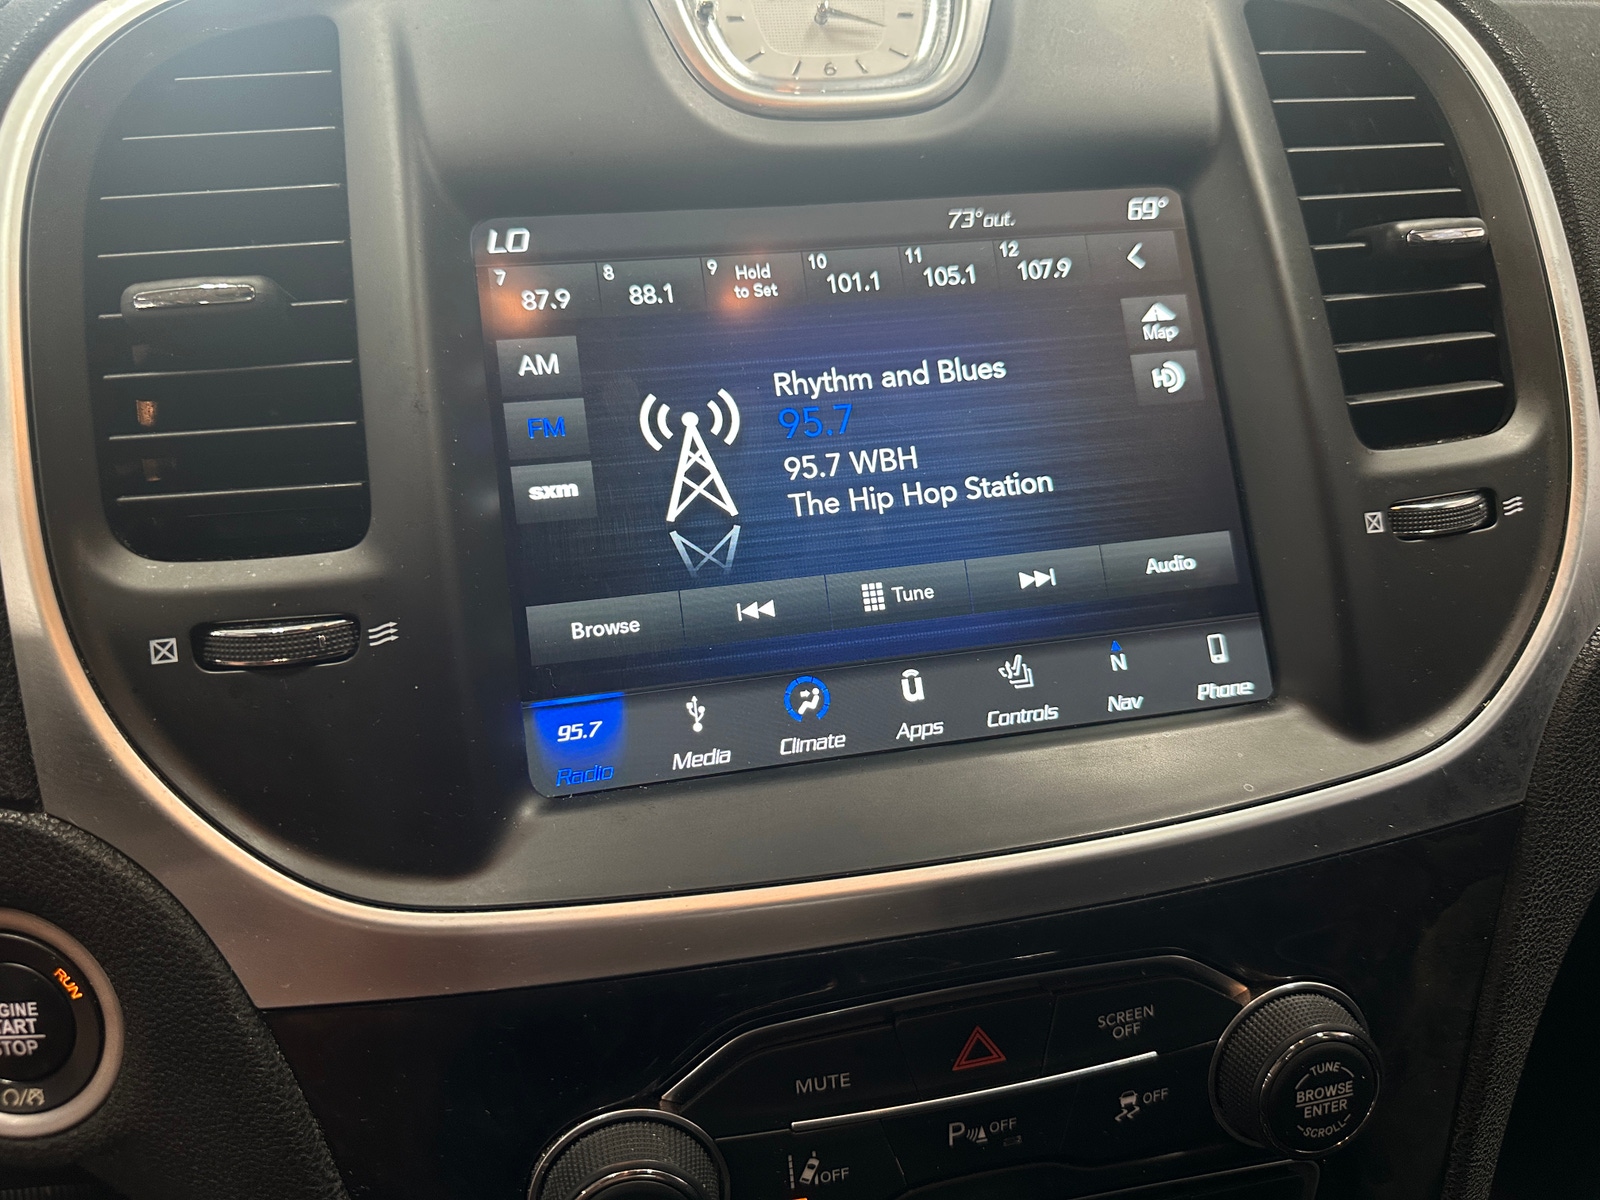 6
LO
73°out.
69°
7 87.9
8 88.1
9 Hold
to Set
10 101.1
11 105.1
12 107.9
AM
Map
Rhythm and Blues
HD
FM
95.7
95.7 WBH
sxm
The Hip Hop Station
Browse
Tune
Audio
95.7
Radio
Media
Climate
Apps
Controls
N
Nav
Phone
RUN
START
STOP
MUTE
SCREEN
OFF
OFF
P OFF
OFF
TUNE
BROWSE
ENTER
SCROLL